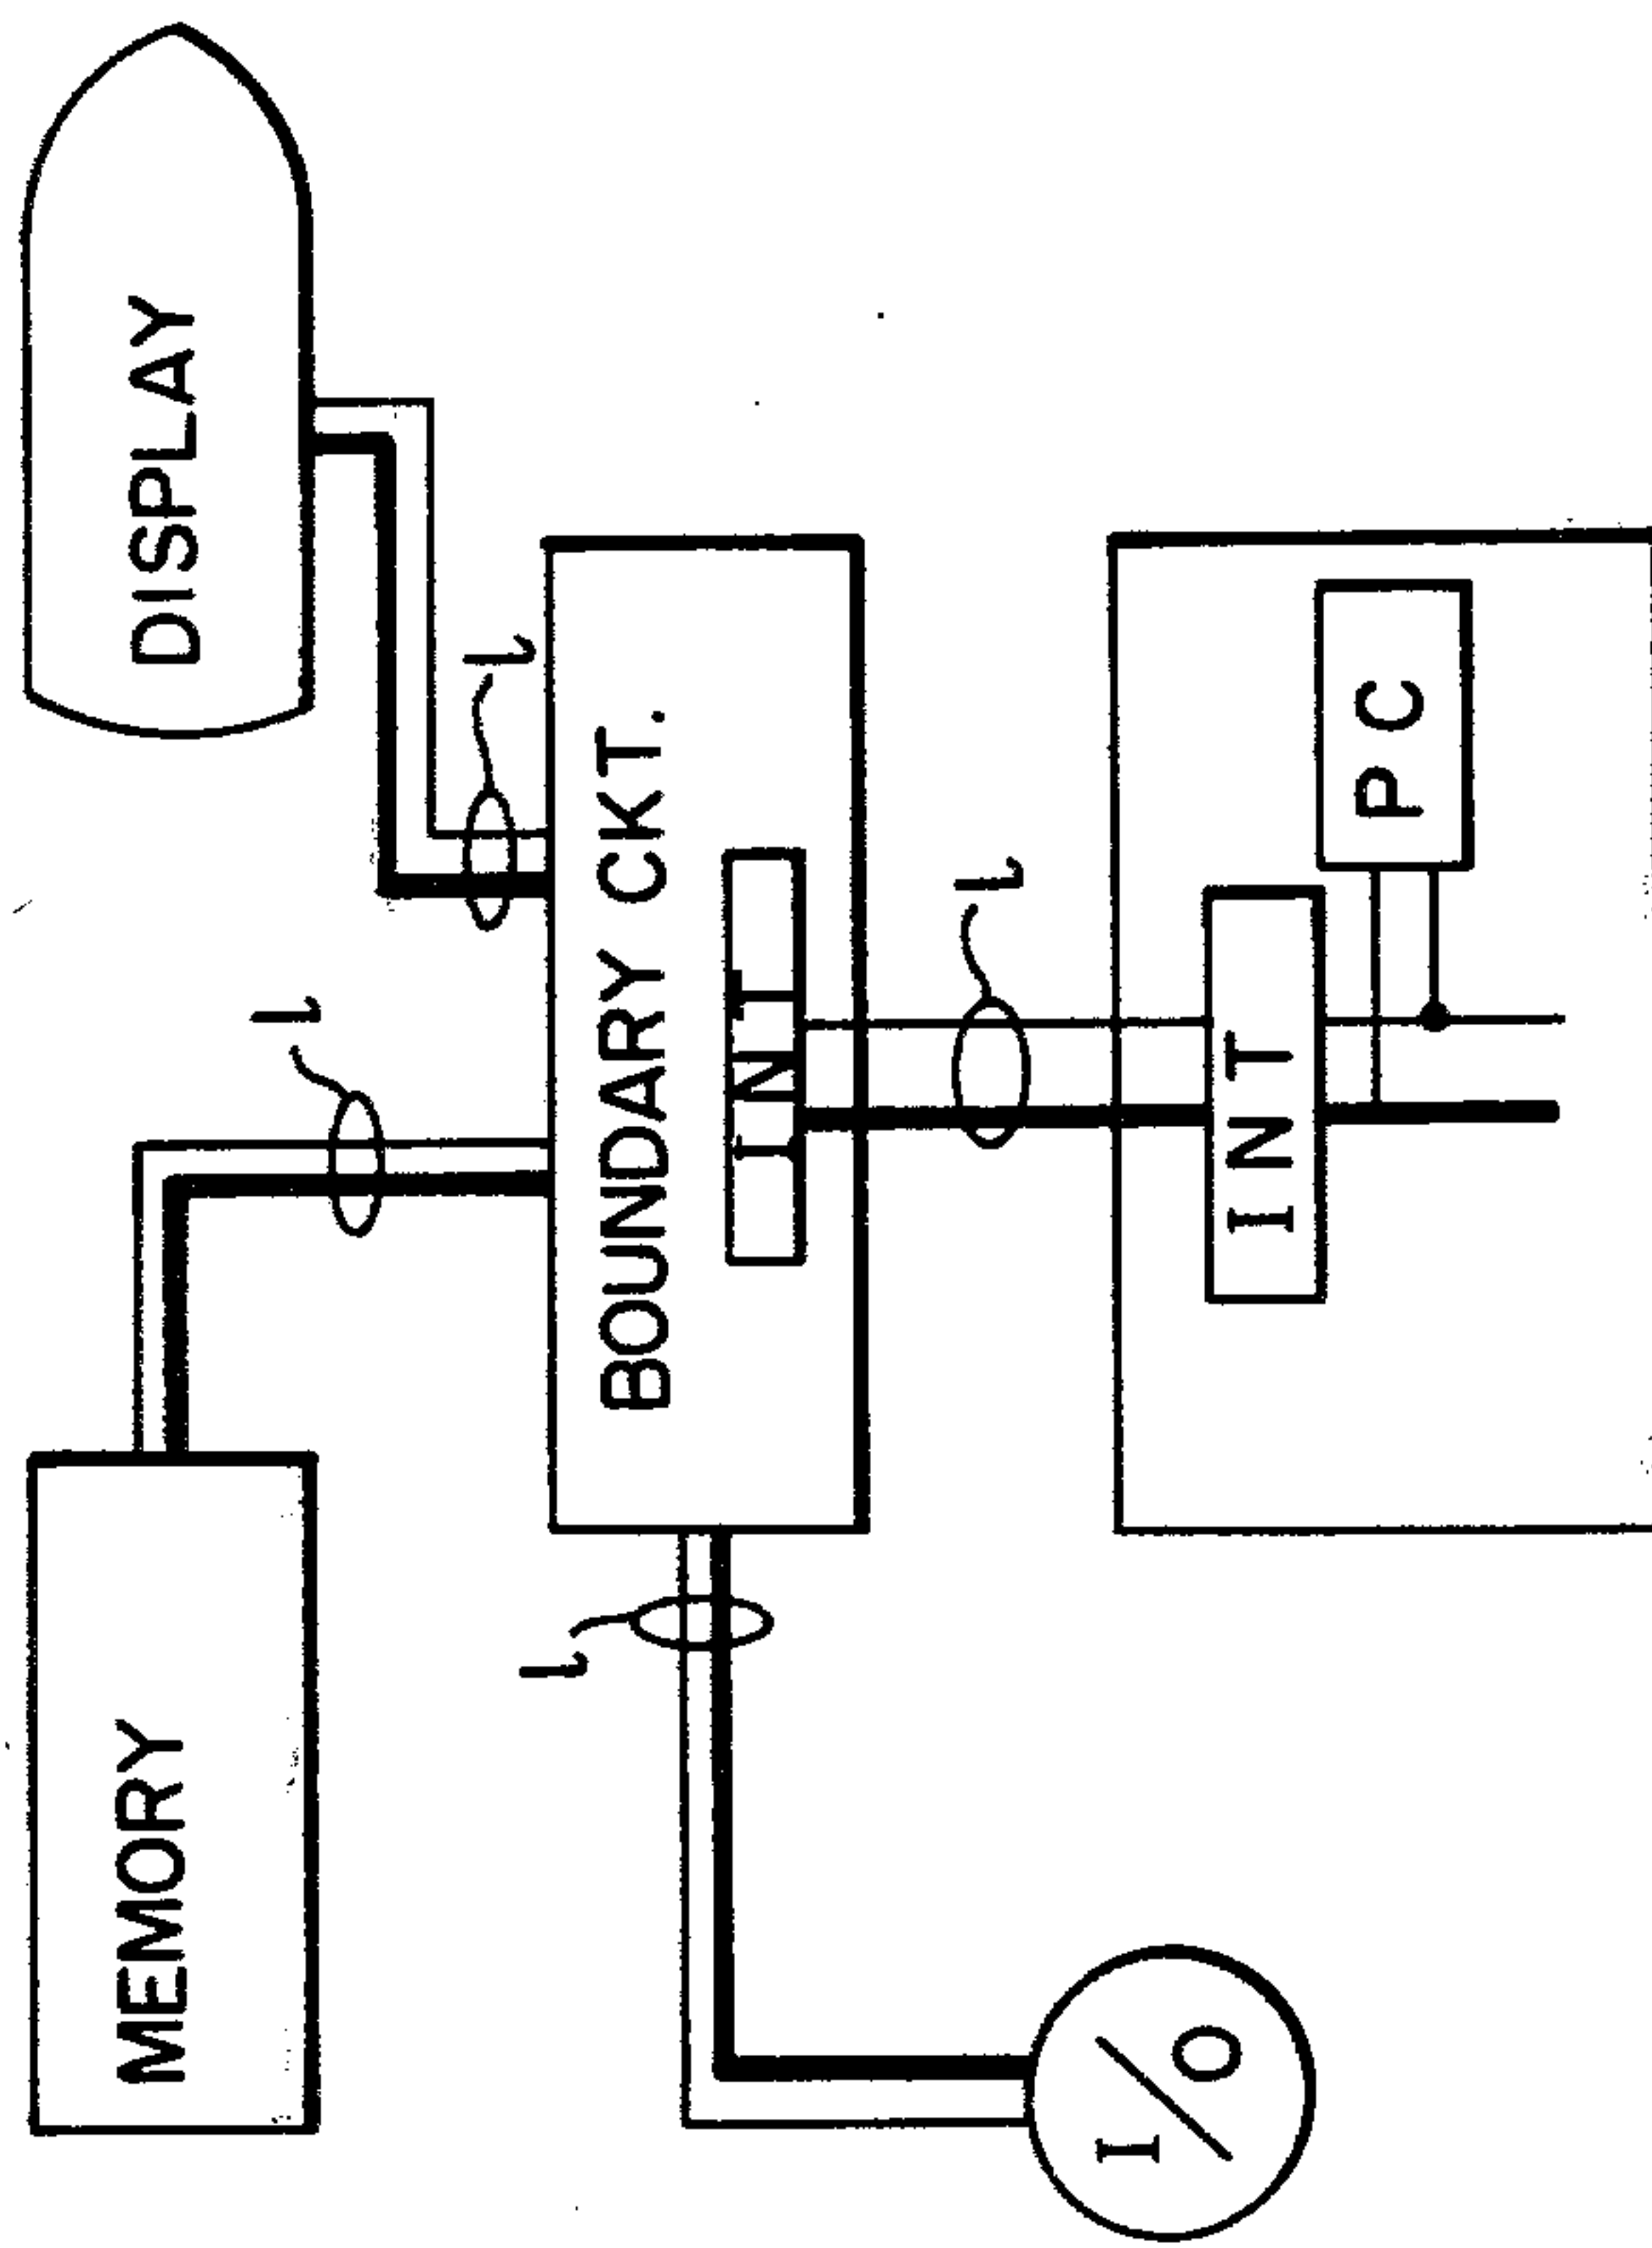 MEMORY
DISPLAY
l
l
l
BOUNDARY CKT.
INT
l
I/O
INT
PC